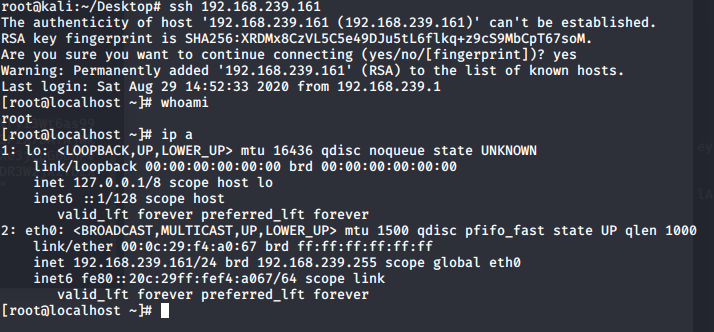 root@kali:~/Desktop# ssh 192.168.239.161
The authenticity of host '192.168.239.161 (192.168.239.161)' can't be established.
RSA key fingerprint is SHA256:XRDMx8CzVL5C5e49DJu5tL6flkq+z9cS9MbCpT67soM.
Are you sure you want to continue connecting (yes/no/[fingerprint])? yes
Warning: Permanently added '192.168.239.161' (RSA) to the list of known hosts.
Last login: Sat Aug 29 14:52:33 2020 from 192.168.239.1
[root@localhost ~]# whoami
root
[root@localhost ~]# ip a
1: lo: <LOOPBACK,UP,LOWER_UP> mtu 16436 qdisc noqueue state UNKNOWN
link/loopback 00:00:00:00:00:00 brd 00:00:00:00:00:00
inet 127.0.0.1/8 scope host lo
inet6 ::1/128 scope host
valid_lft forever preferred_lft forever
2: eth0: <BROADCAST,MULTICAST,UP,LOWER_UP> mtu 1500 qdisc pfifo_fast state UP qlen 1000
link/ether 00:0c:29:f4:a0:67 brd ff:ff:ff:ff:ff:ff
inet 192.168.239.161/24 brd 192.168.239.255 scope global eth0
inet6 fe80::20c:29ff:fef4:a067/64 scope link
valid_lft forever preferred_lft forever
[root@localhost ~]#